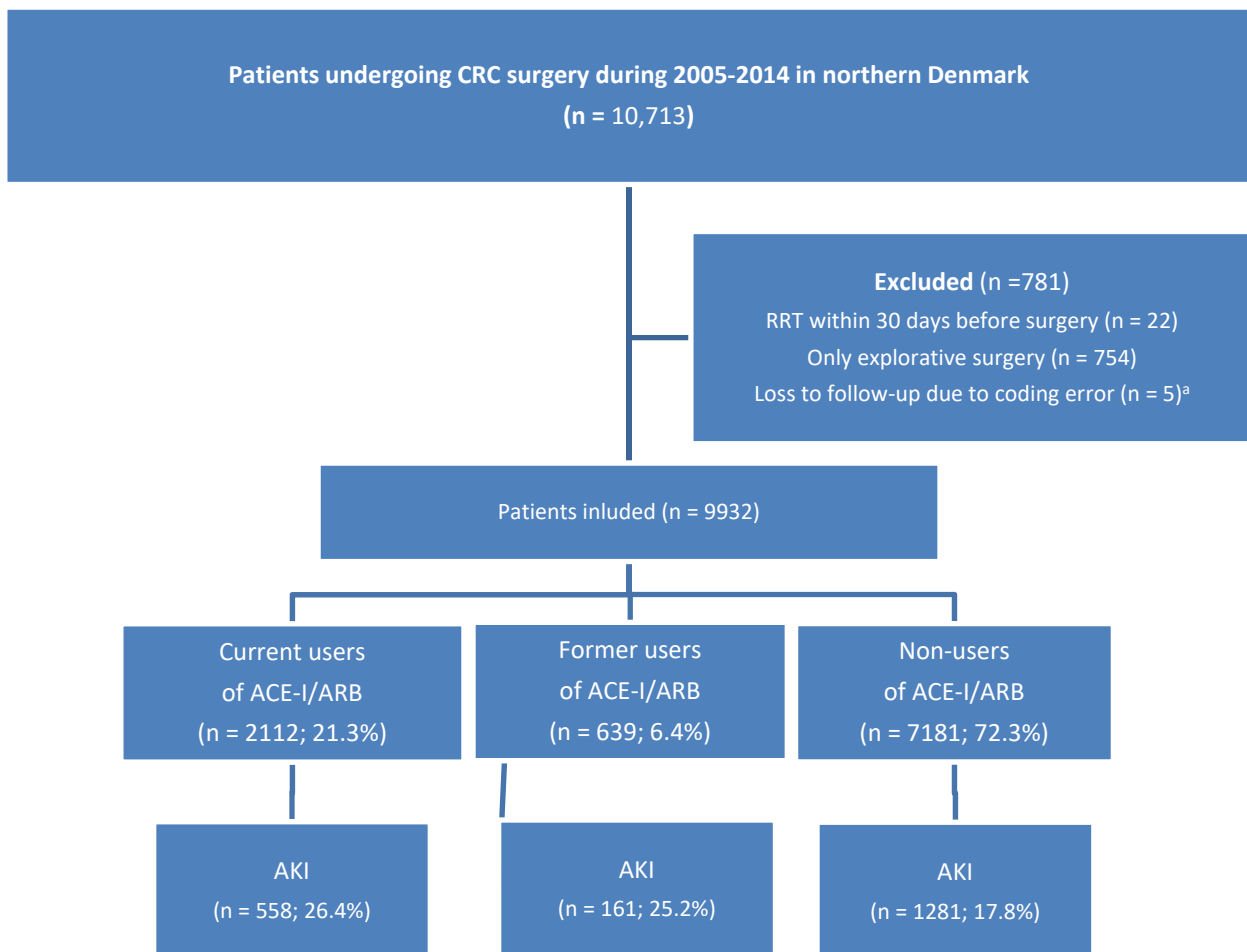 Patients undergoing CRC surgery during 2005-2014 in northern Denmark
(n = 10,713)
Excluded (n =781)
RRT within 30 days before surgery (n = 22)
Only explorative surgery (n = 754)
Loss to follow-up due to coding error (n = 5)ᵃ
Patients inluded (n = 9932)
Current users
of ACE-I/ARB
(n = 2112; 21.3%)
Former users
of ACE-I/ARB
(n = 639; 6.4%)
Non-users
of ACE-I/ARB
(n = 7181; 72.3%)
AKI
(n = 558; 26.4%)
AKI
(n = 161; 25.2%)
AKI
(n = 1281; 17.8%)